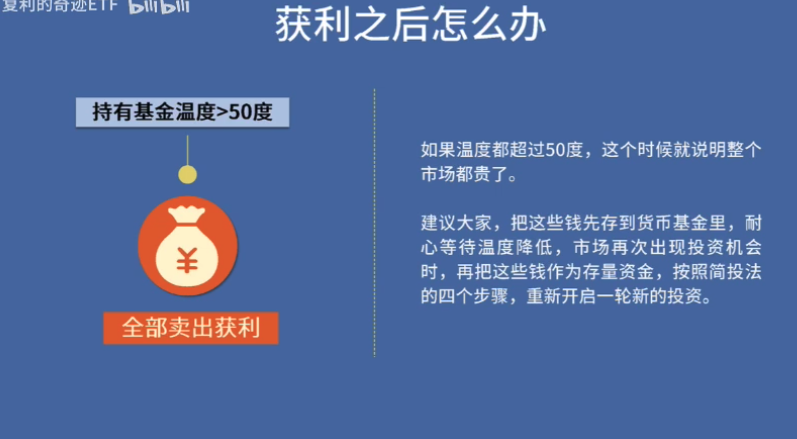 复利的奇迹ETF bilibili
获利之后怎么办
持有基金温度>50度
¥
全部卖出获利
如果温度都超过50度，这个时候就说明整个
市场都贵了。
建议大家，把这些钱先存到货币基金里，耐
心等待温度降低，市场再次出现投资机会
时，再把这些钱作为存量资金，按照简投法
的四个步骤，重新开启一轮新的投资。